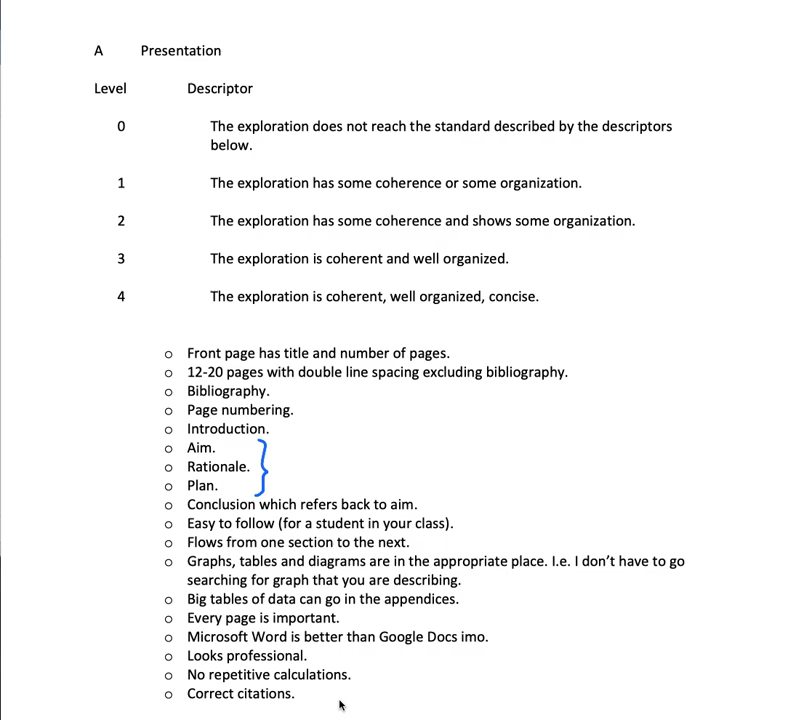 A Presentation
Level Descriptor
0 The exploration does not reach the standard described by the descriptors
below.
1 The exploration has some coherence or some organization.
2 The exploration has some coherence and shows some organization.
3 The exploration is coherent and well organized.
4 The exploration is coherent, well organized, concise.
o Front page has title and number of pages.
o 12-20 pages with double line spacing excluding bibliography.
o Bibliography.
o Page numbering.
o Introduction.
o Aim.
o Rationale.
o Plan.
o Conclusion which refers back to aim.
o Easy to follow (for a student in your class).
o Flows from one section to the next.
o Graphs, tables and diagrams are in the appropriate place. I.e. I don't have to go
searching for graph that you are describing.
o Big tables of data can go in the appendices.
o Every page is important.
o Microsoft Word is better than Google Docs imo.
o Looks professional.
o No repetitive calculations.
o Correct citations.